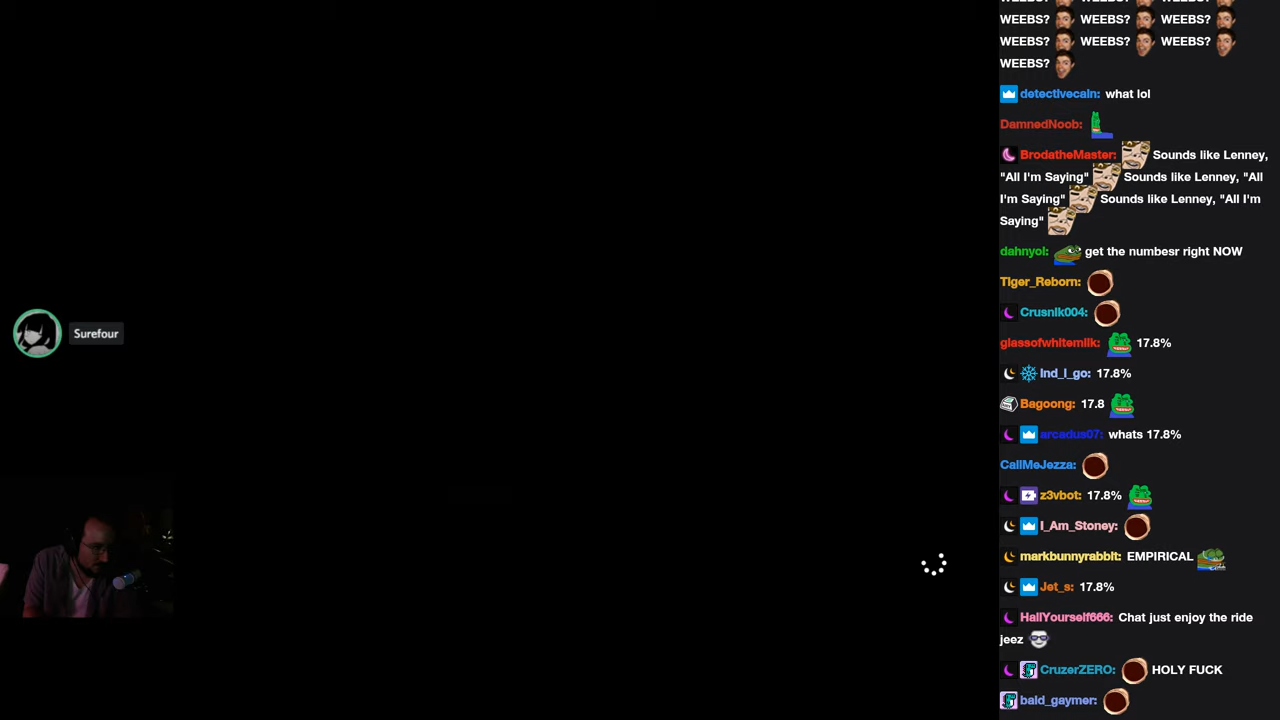 WEEBS? WEEBS? WEEBS?
WEEBS? WEEBS? WEEBS?
WEEBS?
detectivecain: what lol
DamnedNoob:
BrodatheMaster: Sounds like Lenney,
"All I'm Saying" Sounds like Lenney, "All
I'm Saying" Sounds like Lenney, "All I'm
Saying"
dahnyol: get the numbesr right NOW
Tiger_Reborn:
Crusnik004:
glassofwhitemilk: 17.8%
Ind_I_go: 17.8%
Bagoong: 17.8
arcadus07: whats 17.8%
CallMeJezza:
z3vbot: 17.8%
I_Am_Stoney:
markbunnyrabbit: EMPIRICAL
Jet_s: 17.8%
HailYourself666: Chat just enjoy the ride
jeez
CruzerZERO: HOLY FUCK
bald_gaymer:
Surefour